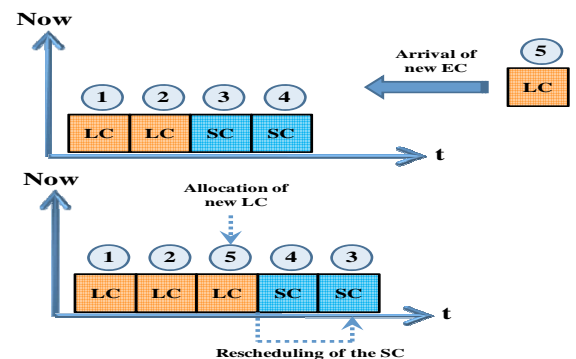 Now
Arrival of
new EC
5
LC
1 2 3 4
LC LC SC SC
t
Now
Allocation of
new LC
1 2 5 4 3
LC LC LC SC SC
t
Rescheduling of the SC